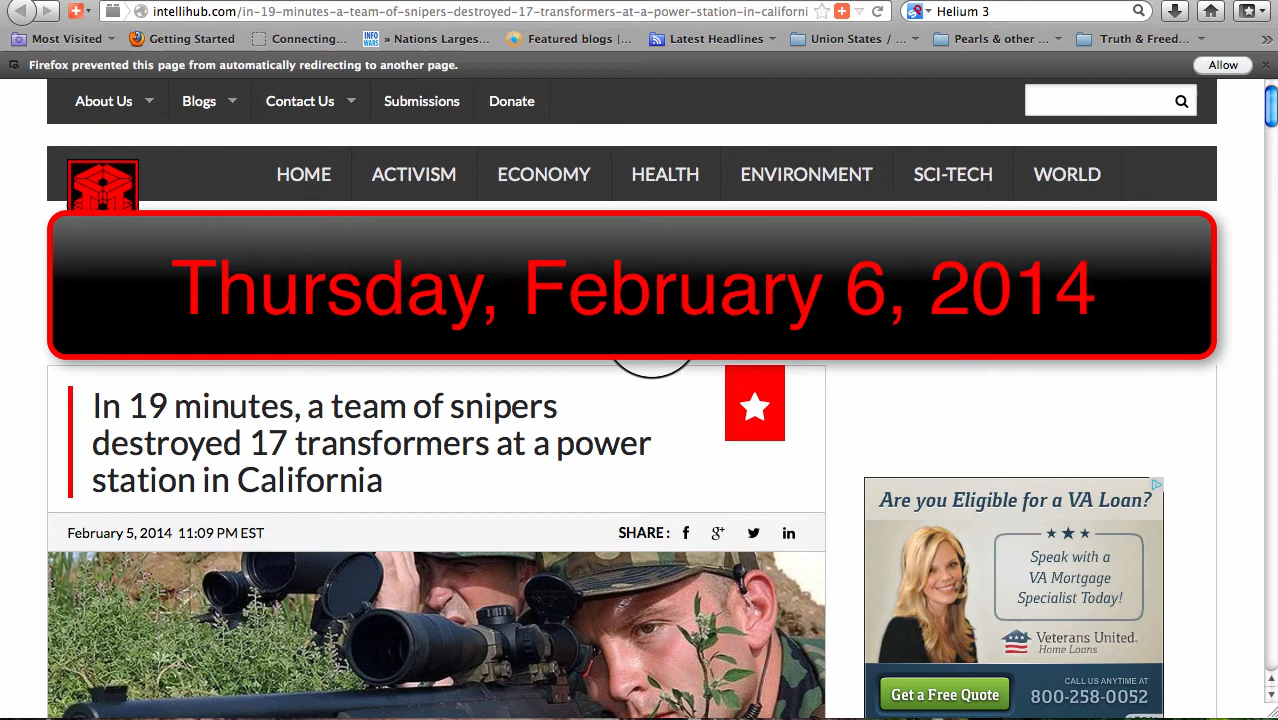 intellihub.com/in-19-minutes-a-team-of-snipers-destroyed-17-transformers-at-a-power-station-in-californi
Helium 3
Most Visited
Getting Started
Connecting...
INFO WARS
» Nations Larges...
Featured blogs |...
Latest Headlines
Union States / ...
Pearls & other ...
Truth & Freed...
Firefox prevented this page from automatically redirecting to another page.
Allow
About Us
Blogs
Contact Us
Submissions
Donate
HOME
ACTIVISM
ECONOMY
HEALTH
ENVIRONMENT
SCI-TECH
WORLD
Thursday, February 6, 2014
In 19 minutes, a team of snipers
destroyed 17 transformers at a power
station in California
February 5, 2014 11:09 PM EST
SHARE :
Are you Eligible for a VA Loan?
Speak with a
VA Mortgage
Specialist Today!
Veterans United
Home Loans
CALL US ANYTIME AT
Get a Free Quote
800-258-0052